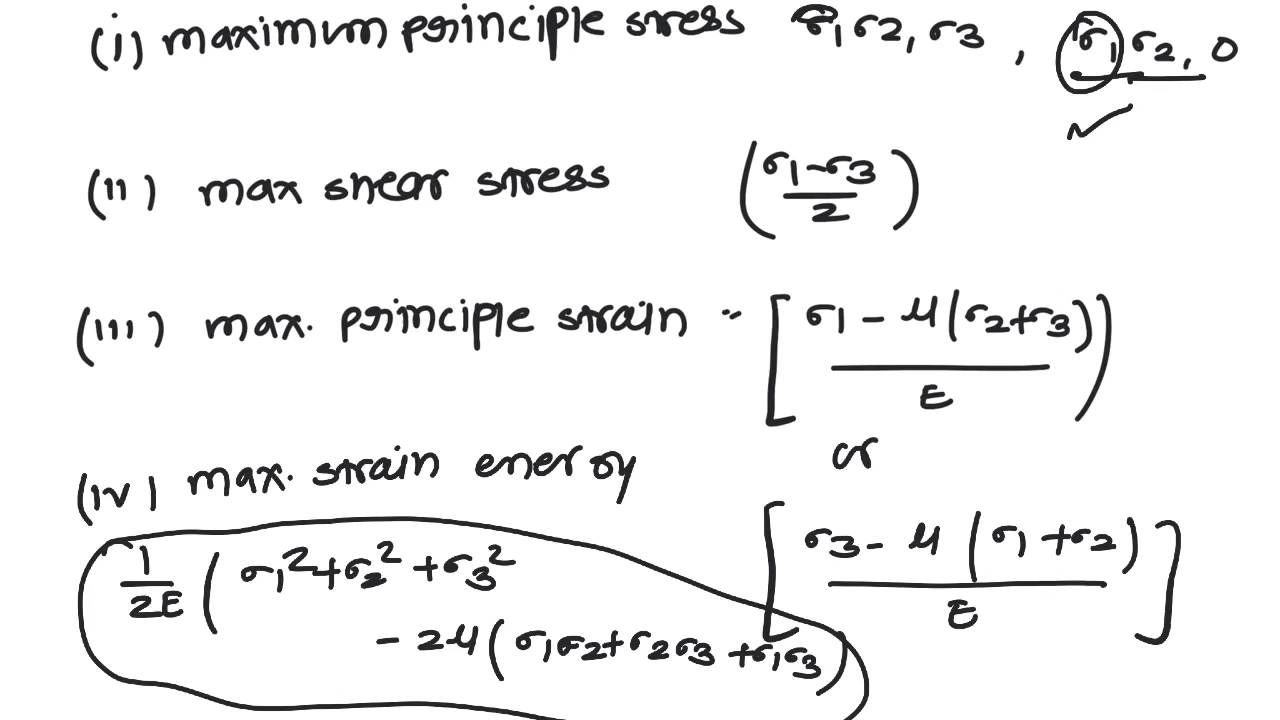 (i) maximum principle stress σ1 σ2, σ3 , σ1 σ2, 0
(ii) max shear stress (σ1-σ3/2)
(iii) max. principle strain - [σ1 - μ(σ2+σ3)/E)
or
[σ3 - μ(σ1+σ2)/E]
(iv) max. strain energy
1/2E (σ1²+σ2²+σ3²
- 2μ(σ1σ2+σ2σ3+σ1σ3)